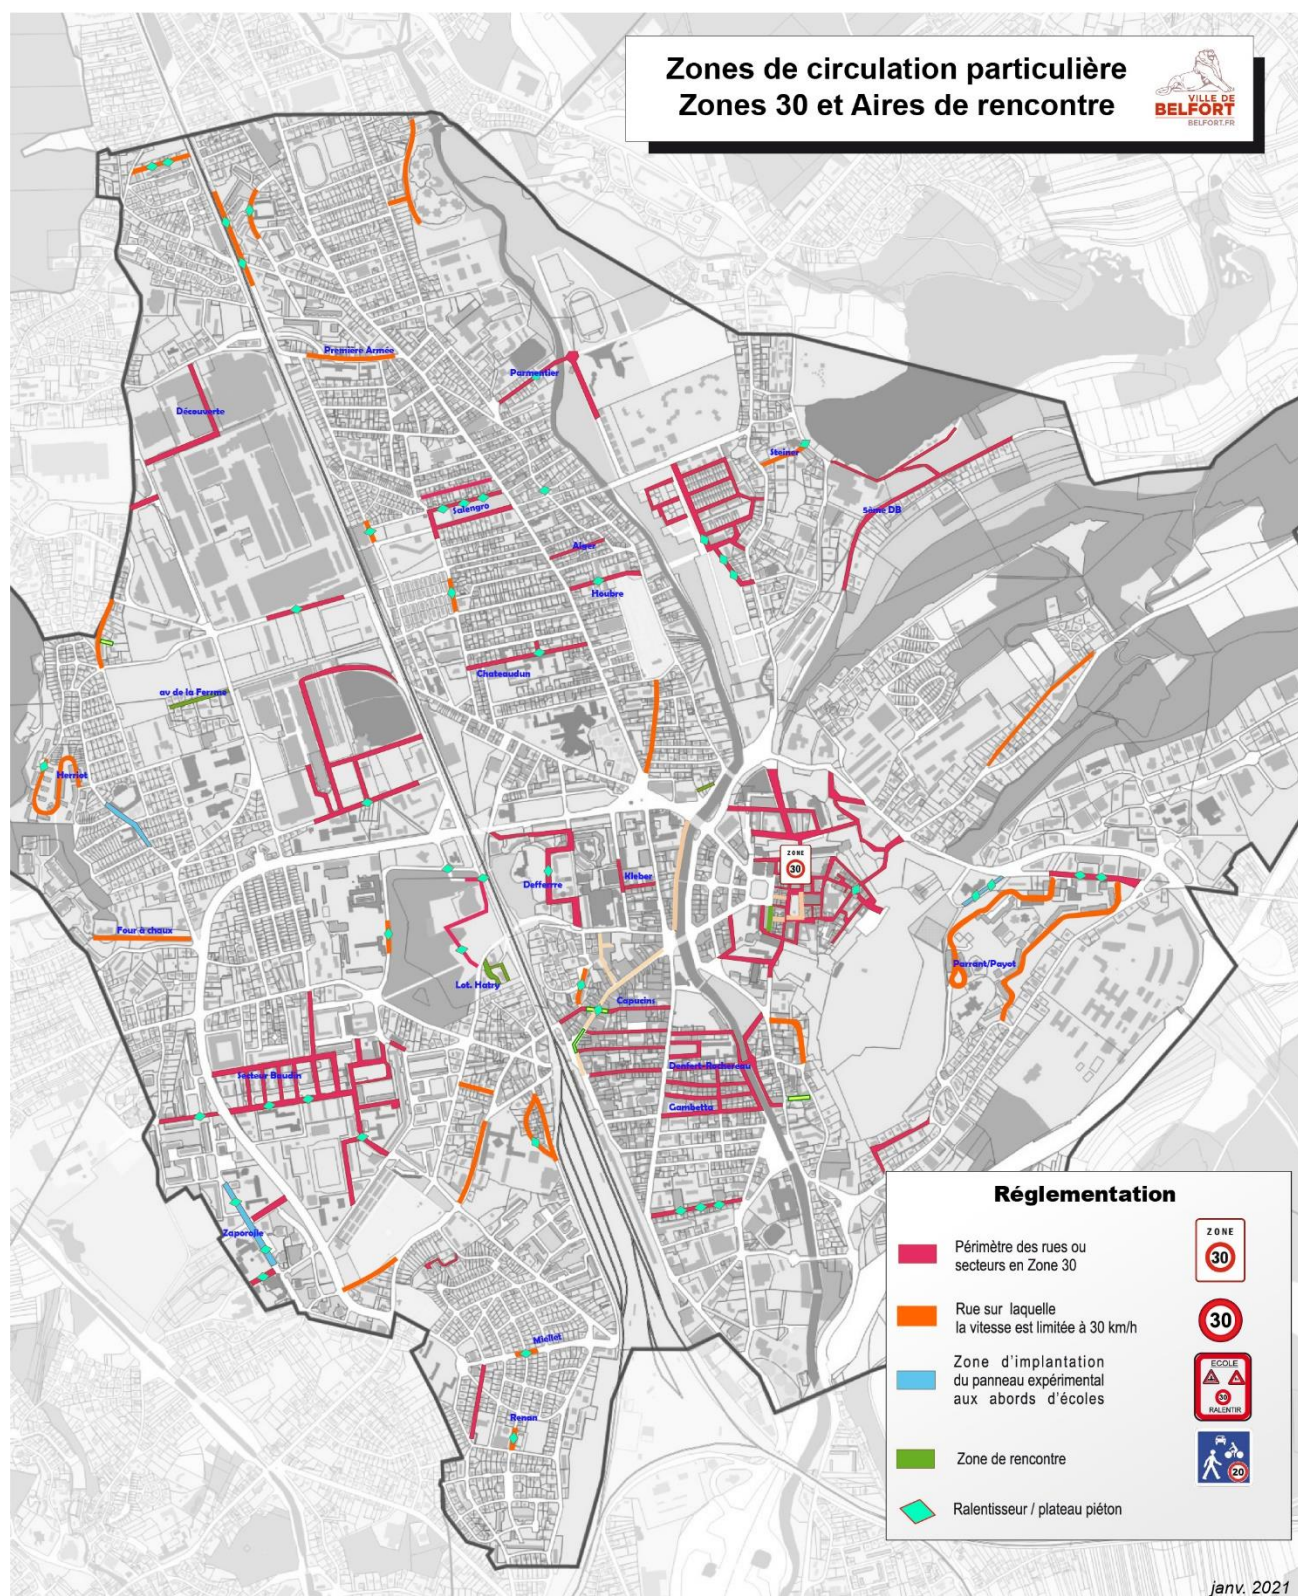 Zones de circulation particulière
Zones 30 et Aires de rencontre
VILLE DE
BELFORT
BELFORT.FR
Première Armée
Parmentier
Découverte
Steiner
Salengro
5ème DB
Alger
Houbre
Chateaudun
av de la Ferrme
Herriot
ZONE
30
Defferrre
Kleber
Four à chaux
Parrant/Payot
Lot. Hatry
Capucins
Secteur Baudin
Denfert-Rochereau
Gambetta
Zaporojie
Miellet
Renan
Réglementation
Périmètre des rues ou
secteurs en Zone 30
ZONE
30
Rue sur laquelle
la vitesse est limitée à 30 km/h
30
Zone d'implantation
du panneau expérimental
aux abords d'écoles
ECOLE
30
RALENTIR
Zone de rencontre
20
Ralentisseur / plateau piéton
janv. 2021